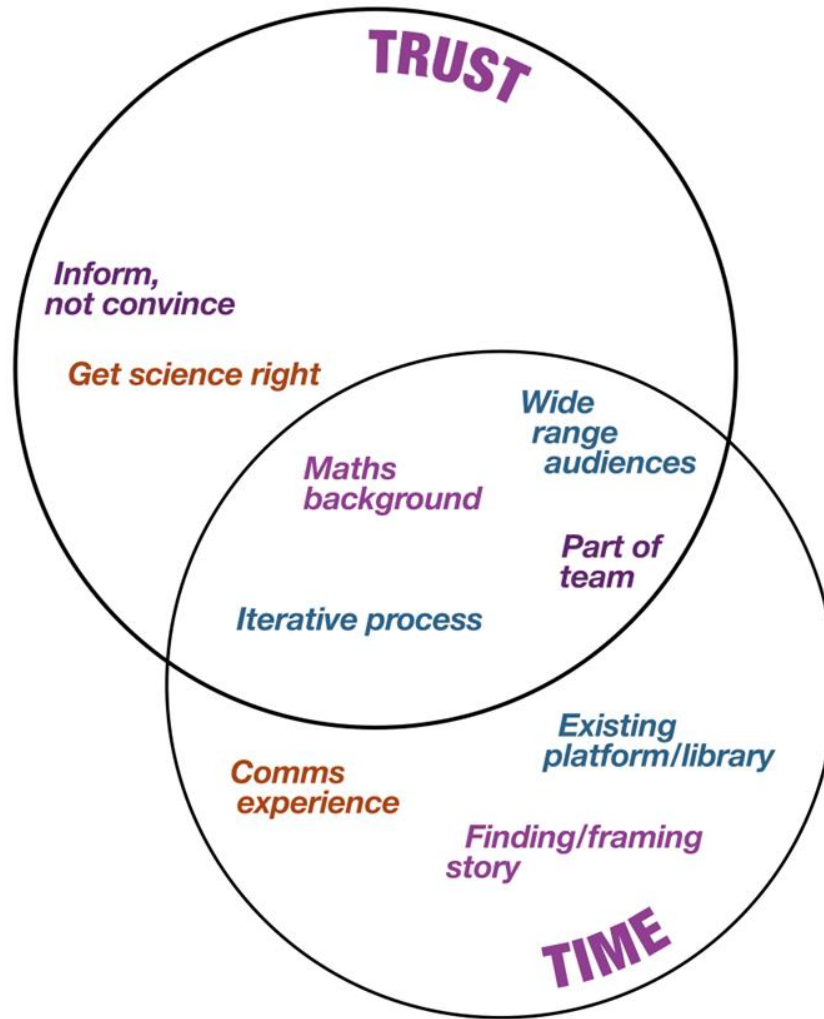 TRUST
Inform,
not convince
Get science right
Wide
range
audiences
Maths
background
Part of
team
Iterative process
Existing
platform/library
Comms
experience
Finding/framing
story
TIME